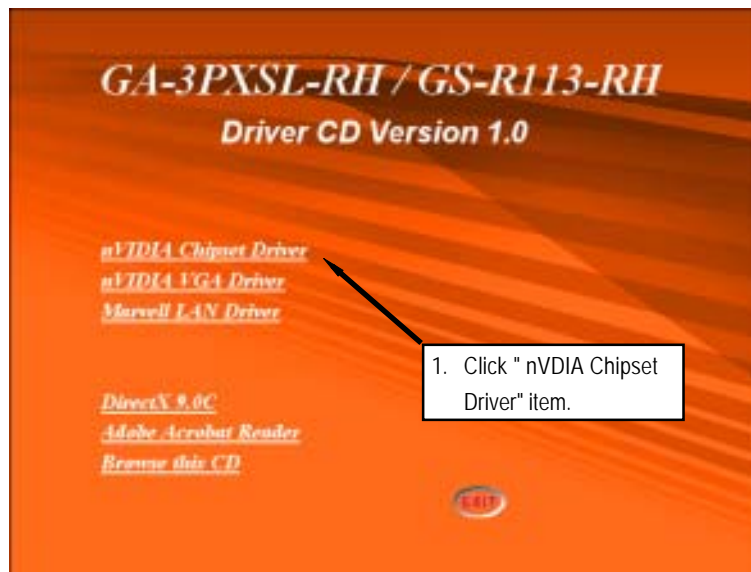 GA-3PXSL-RH / GS-R113-RH
Driver CD Version 1.0
nVIDIA Chipset Driver
nVIDIA VGA Driver
Marvell LAN Driver
1. Click " nVDIA Chipset
Driver" item.
DirectX 9.0C
Adobe Acrobat Reader
Browse this CD
EXIT